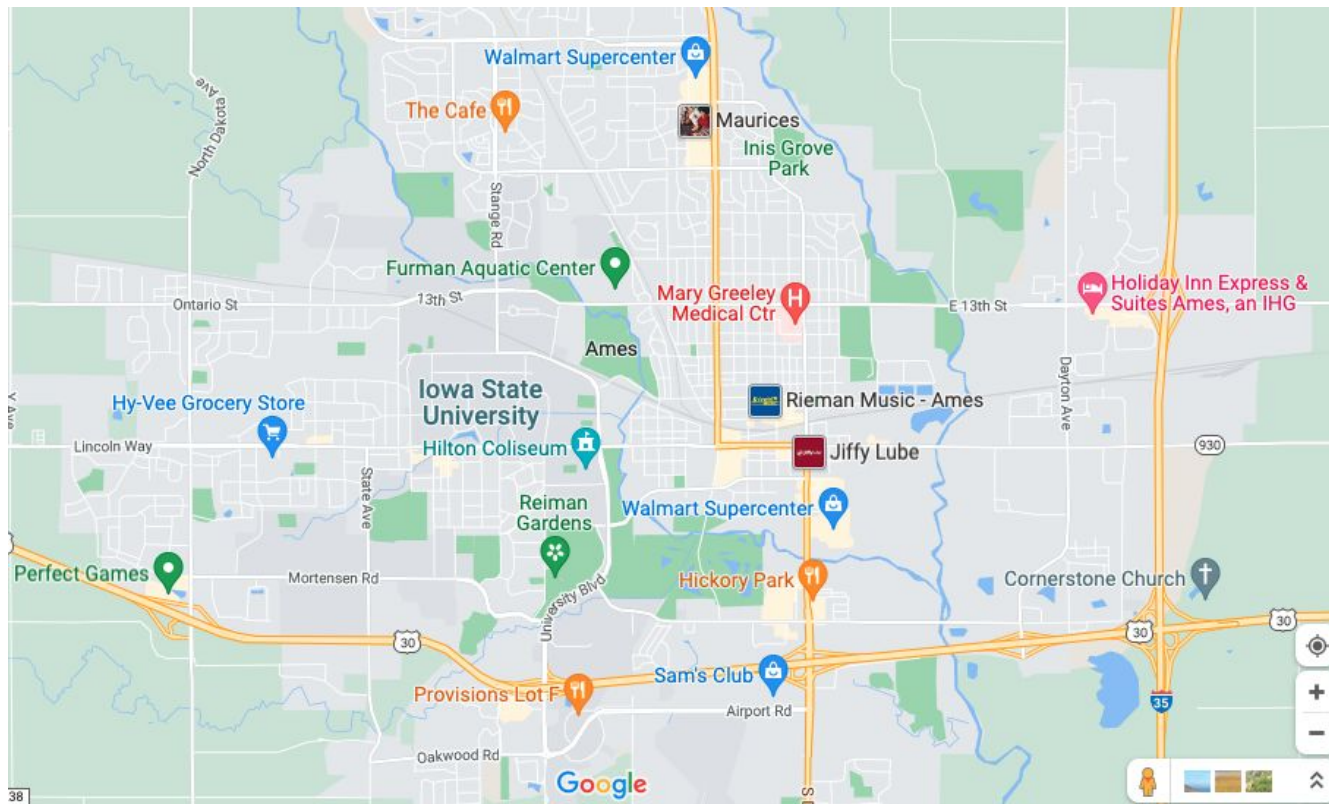 Walmart Supercenter
The Cafe
Maurices
North Dakota
Ave
Inis Grove
Park
Stange Rd
Furman Aquatic Center
Mary Greeley
Medical Ctr
Holiday Inn Express &
Suites Ames, an IHG
Ontario St
13th St
E 13th St
Ames
Dayton Ave
Iowa State
University
Hy-Vee Grocery Store
Rieman Music - Ames
Y Ave
Lincoln Way
Hilton Coliseum
Jiffy Lube
930
State Ave
Reiman
Gardens
Walmart Supercenter
Perfect Games
Mortensen Rd
Hickory Park
Cornerstone Church
University Blvd
30
30
30
Sam's Club
Provisions Lot F
35
Airport Rd
Oakwood Rd
Google
38